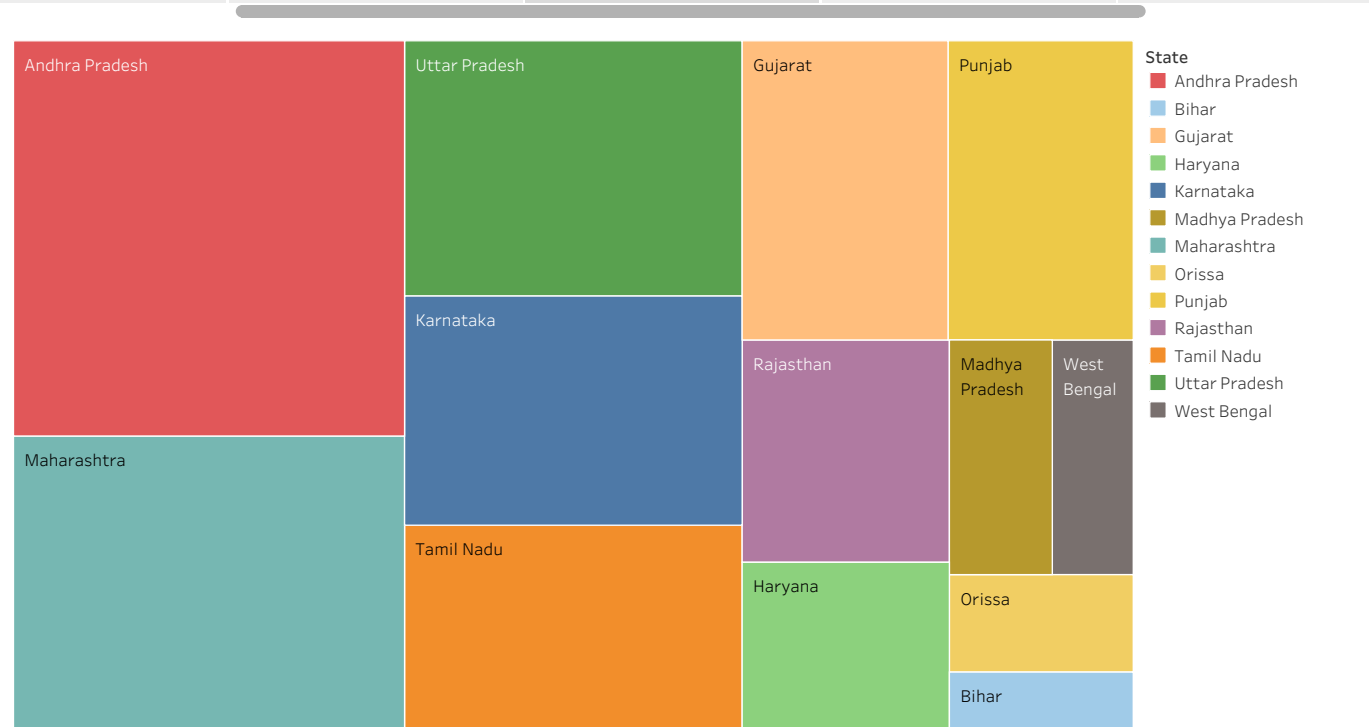 Andhra Pradesh
Uttar Pradesh
Gujarat
Punjab
Karnataka
Rajasthan
Madhya
Pradesh
West
Bengal
Maharashtra
Tamil Nadu
Haryana
Orissa
Bihar
State
Andhra Pradesh
Bihar
Gujarat
Haryana
Karnataka
Madhya Pradesh
Maharashtra
Orissa
Punjab
Rajasthan
Tamil Nadu
Uttar Pradesh
West Bengal